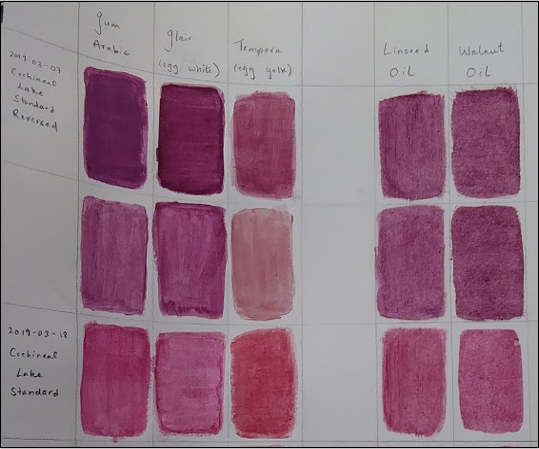 Gum
Arabic
Glair
(egg white)
Tempera
(egg yolk)
Linseed
Oil
Walnut
Oil
2019-03-07
Cochineal
Lake
Standard
Reversed
2019-03-18
Cochineal
Lake
Standard